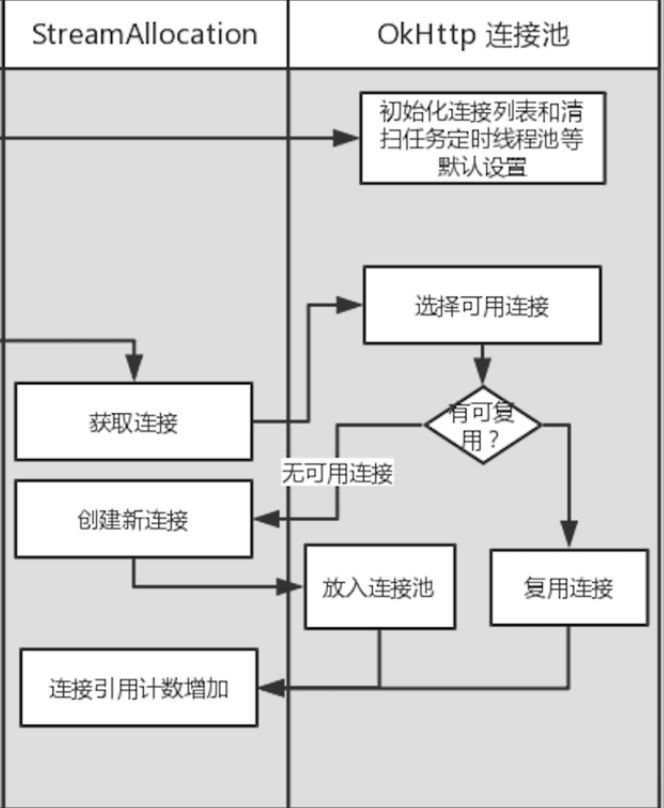 StreamAllocation
OkHttp 连接池
初始化连接列表和清
扫任务定时线程池等
默认设置
选择可用连接
获取连接
有可复
用？
无可用连接
创建新连接
放入连接池
复用连接
连接引用计数增加